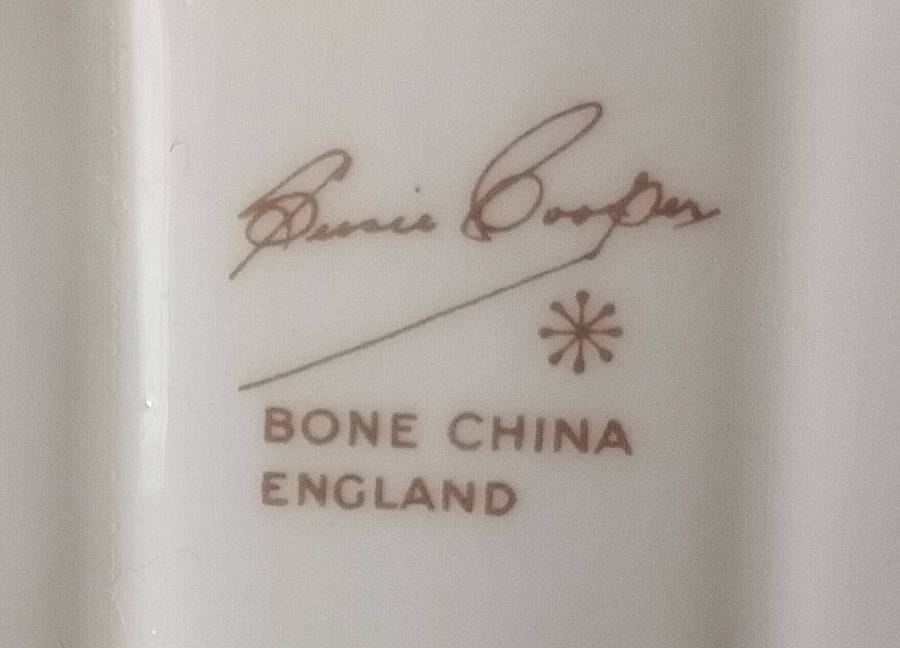 Susie Cooper
BONE CHINA
ENGLAND